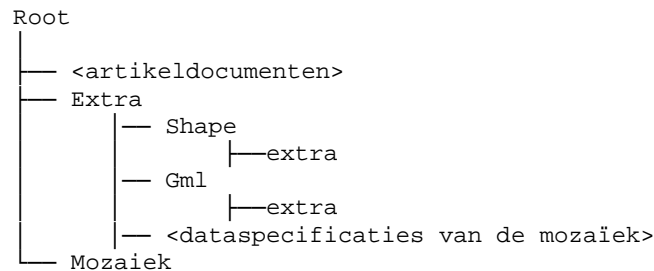 Root
<artikeldocumenten>
Extra
Shape
extra
Gml
extra
<dataspecificaties van de mozaïek>
Mozaiek